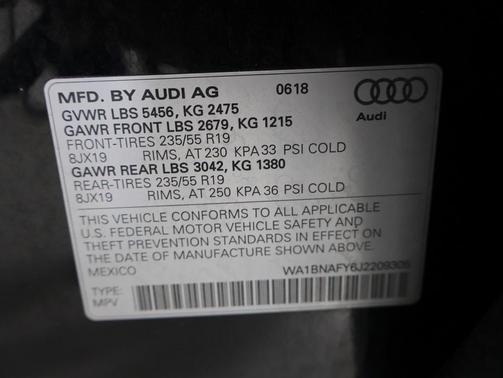 MFD. BY AUDI AG 0618
GVWR LBS 5456, KG 2475
GAWR FRONT LBS 2679, KG 1215
FRONT-TIRES 235/55 R19
8JX19 RIMS, AT 230 KPA 33 PSI COLD
GAWR REAR LBS 3042, KG 1380
REAR-TIRES 235/55 R19
8JX19 RIMS, AT 250 KPA 36 PSI COLD
Audi
THIS VEHICLE CONFORMS TO ALL APPLICABLE
U.S. FEDERAL MOTOR VEHICLE SAFETY AND
THEFT PREVENTION STANDARDS IN EFFECT ON
THE DATE OF MANUFACTURE SHOWN ABOVE.
MEXICO WA1BNAFY6J2209305
TYPE:
MPV